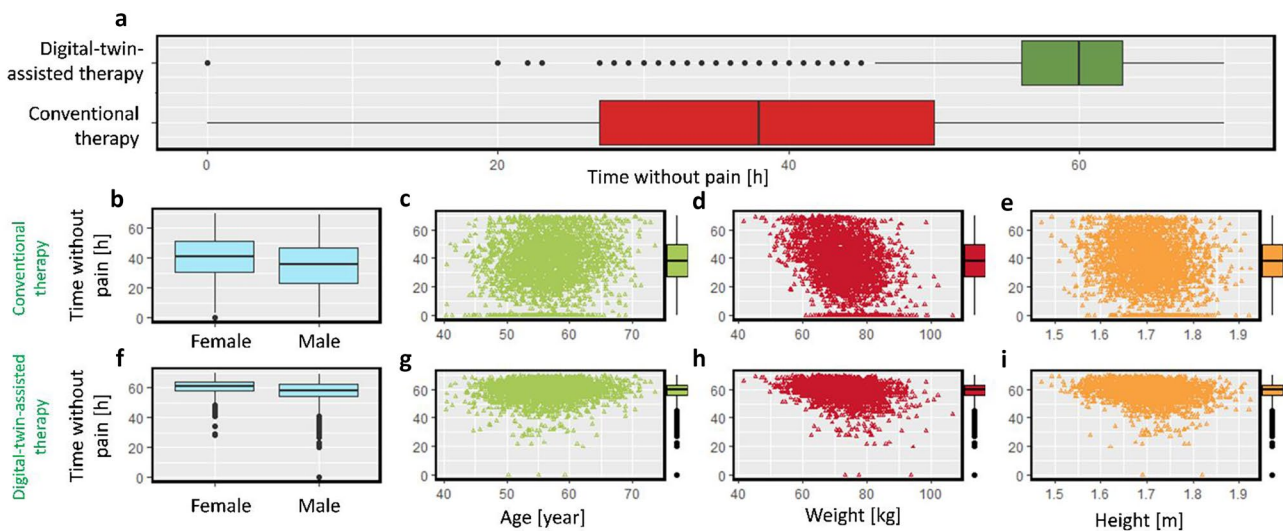 a
Digital-twin-
assisted therapy
Conventional
therapy
0 20 40 60
Time without pain [h]
b c d e
Conventional
therapy
Time without
pain [h]
60
40
20
0
Female Male
60
40
20
0
40 50 60 70
60
40
20
0
40 60 80 100
60
40
20
0
1.5 1.6 1.7 1.8 1.9
f g h i
Digital-twin-assisted
therapy
Time without
pain [h]
60
40
20
0
Female Male
60
40
20
0
40 50 60 70
Age [year]
60
40
20
0
40 60 80 100
Weight [kg]
60
40
20
0
1.5 1.6 1.7 1.8 1.9
Height [m]